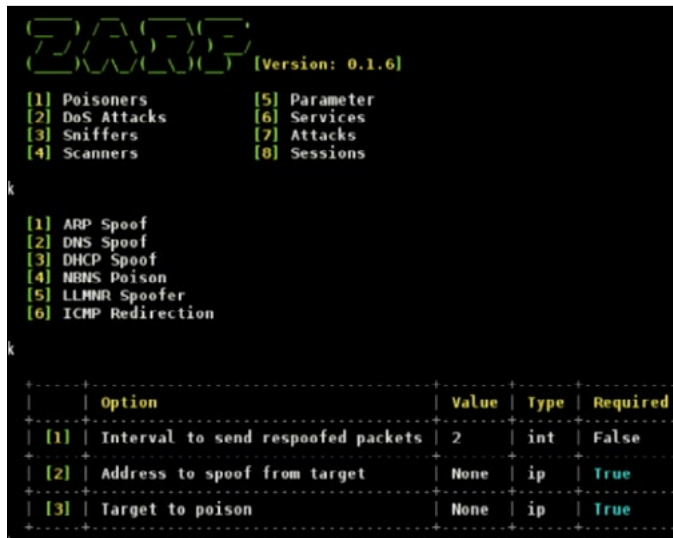 ZARP [Version: 0.1.6]
[1] Poisoners [5] Parameter
[2] DoS Attacks [6] Services
[3] Sniffers [7] Attacks
[4] Scanners [8] Sessions
k
[1] ARP Spoof
[2] DNS Spoof
[3] DHCP Spoof
[4] NBNS Poison
[5] LLMNR Spoofer
[6] ICMP Redirection
k
Option Value Type Required
[1] Interval to send respoofed packets 2 int False
[2] Address to spoof from target None ip True
[3] Target to poison None ip True